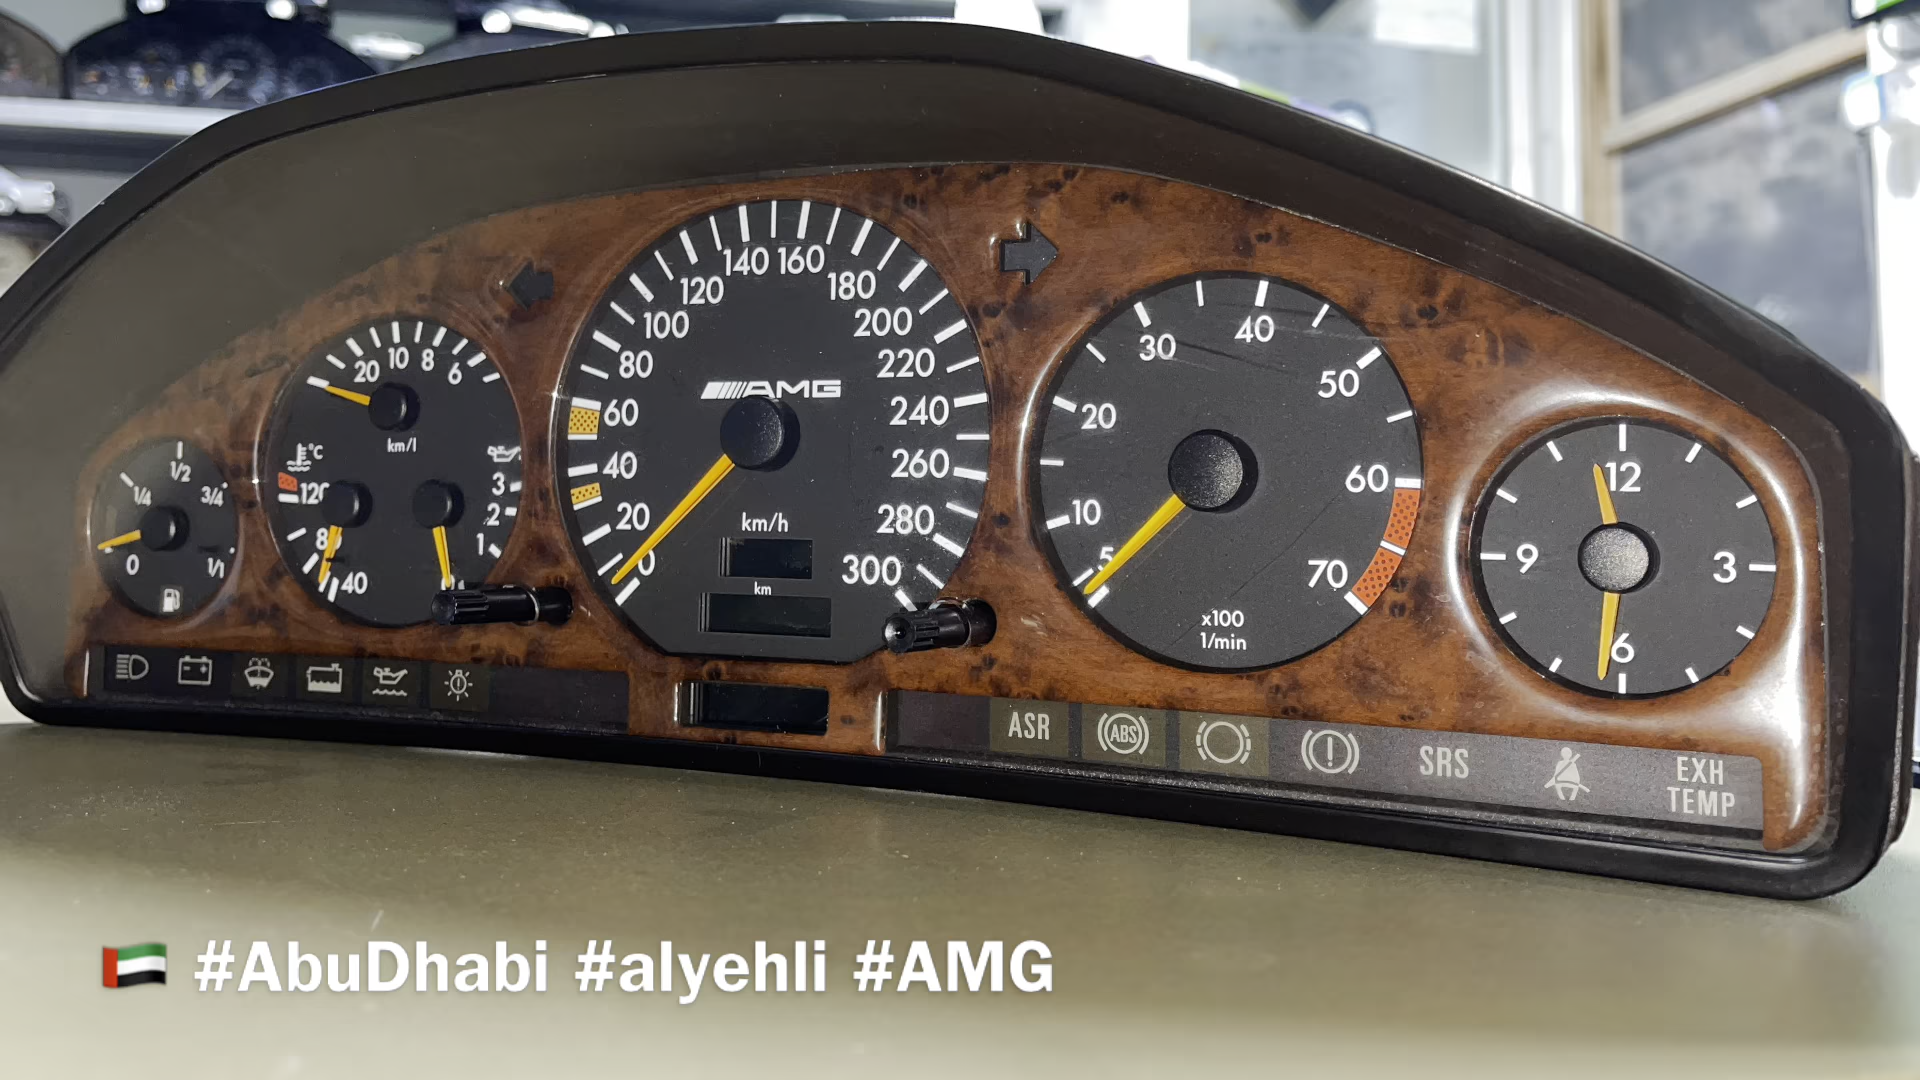 1/4 1/2 3/4
0 1/1
20 10 8 6
km/l
°C
120
80
40
3
2
1
0
0 20 40 60 80 100 120 140 160 180 200 220 240 260 280 300
AMG
km/h
km
5 10 20 30 40 50 60 70
x100
1/min
12
9 3
6
ASR ABS SRS EXH
TEMP
🇦🇪 #AbuDhabi #alyehli #AMG